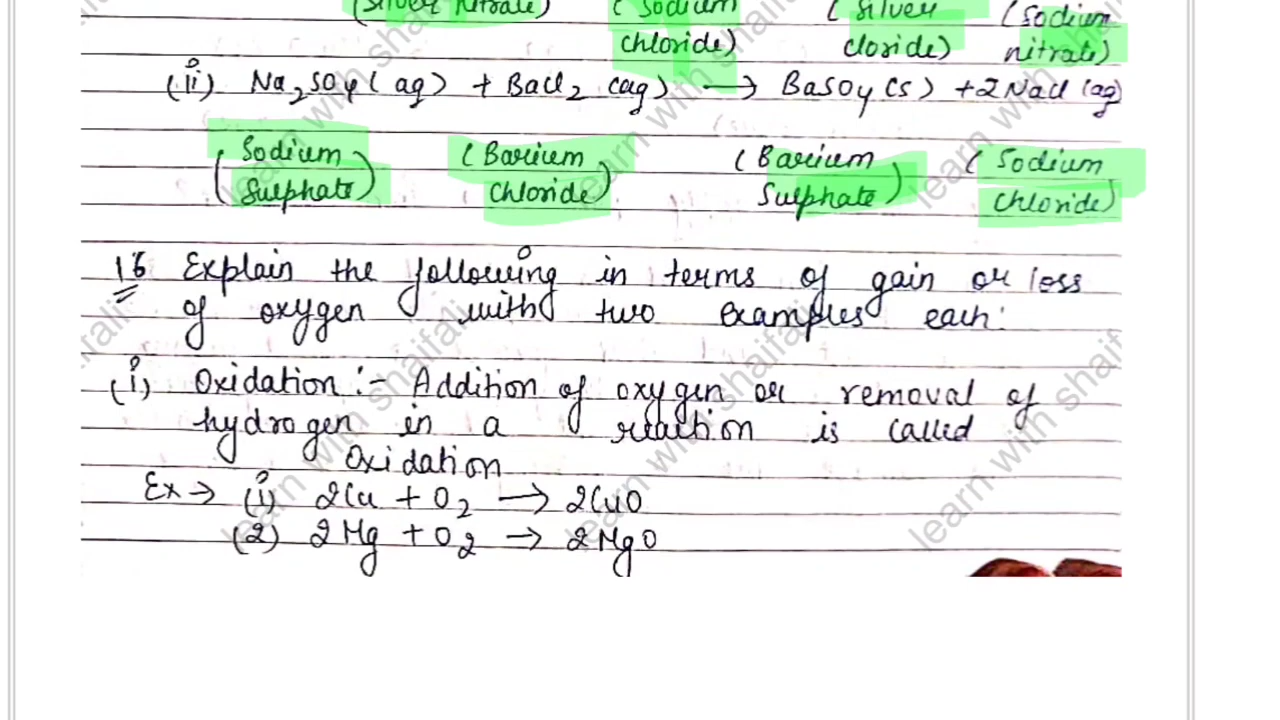 (Silver nitrate) (Sodium (Silver (Sodium
chloride) cloride) nitrate)
(ii) Na2SO4 (aq) + BaCl2 (aq) → BaSO4 (s) + 2NaCl (aq)
(Sodium (Barium (Barium (Sodium
Sulphate) Chloride) Sulphate) Chloride)
16 Explain the following in terms of gain or loss
of oxygen with two examples each:
(i) Oxidation :- Addition of oxygen or removal of
hydrogen in a reaction is called
Oxidation
Ex → (1) 2Cu + O2 → 2CuO
(2) 2Mg + O2 → 2MgO
learn with shaifali